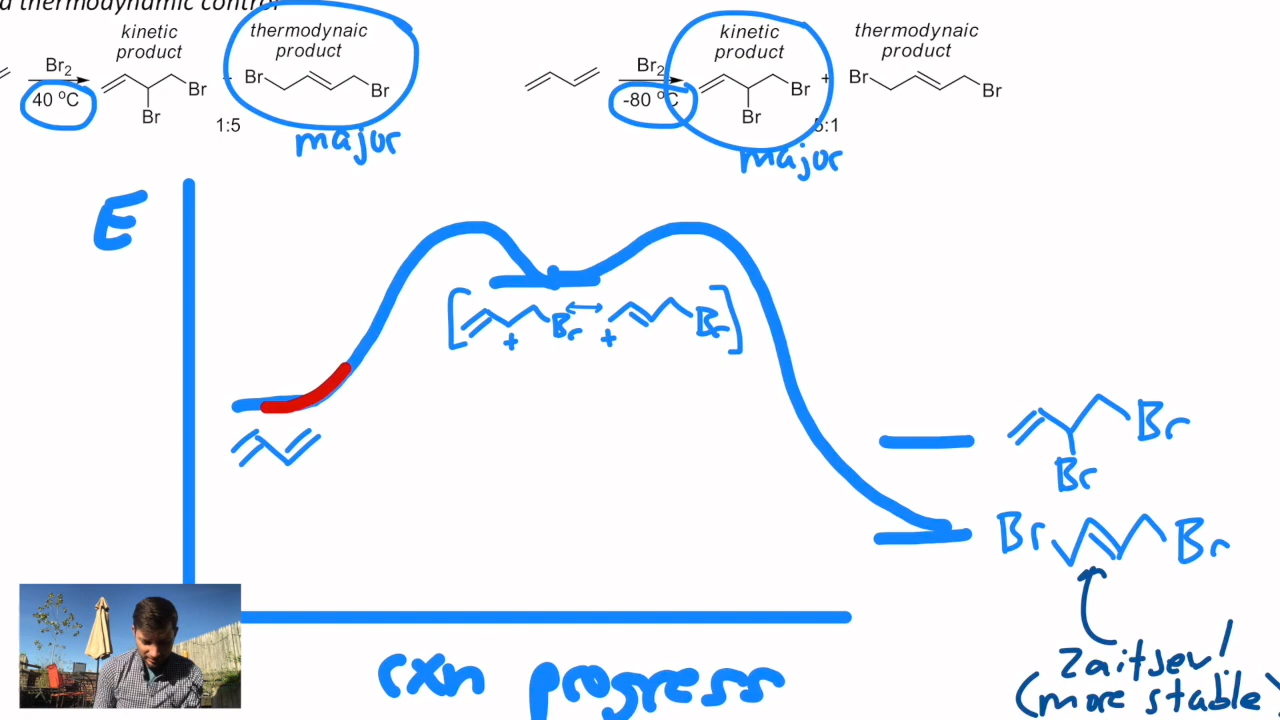 d thermodynamic control
kinetic product
thermodynaic product
Br2
40 °C
Br
Br
+
Br
Br
1:5
major
kinetic product
thermodynaic product
Br2
-80 °C
Br
Br
+
Br
Br
5:1
major
E
[ + Br ↔ + Br ]
Br
Br
Br
Br
Zaitsev!
(more stable)
rxn progress